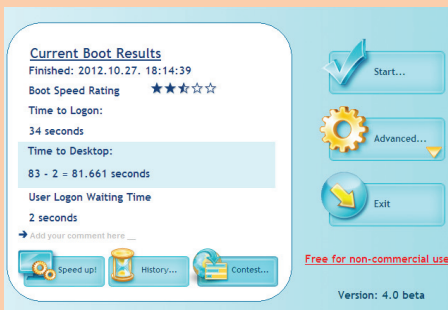 Current Boot Results
Finished: 2012.10.27. 18:14:39
Boot Speed Rating
Time to Logon:
34 seconds
Time to Desktop:
83 - 2 = 81.661 seconds
User Logon Waiting Time
2 seconds
Add your comment here __
Speed up!
History...
Contest...
Start...
Advanced...
Exit
Free for non-commercial use
Version: 4.0 beta